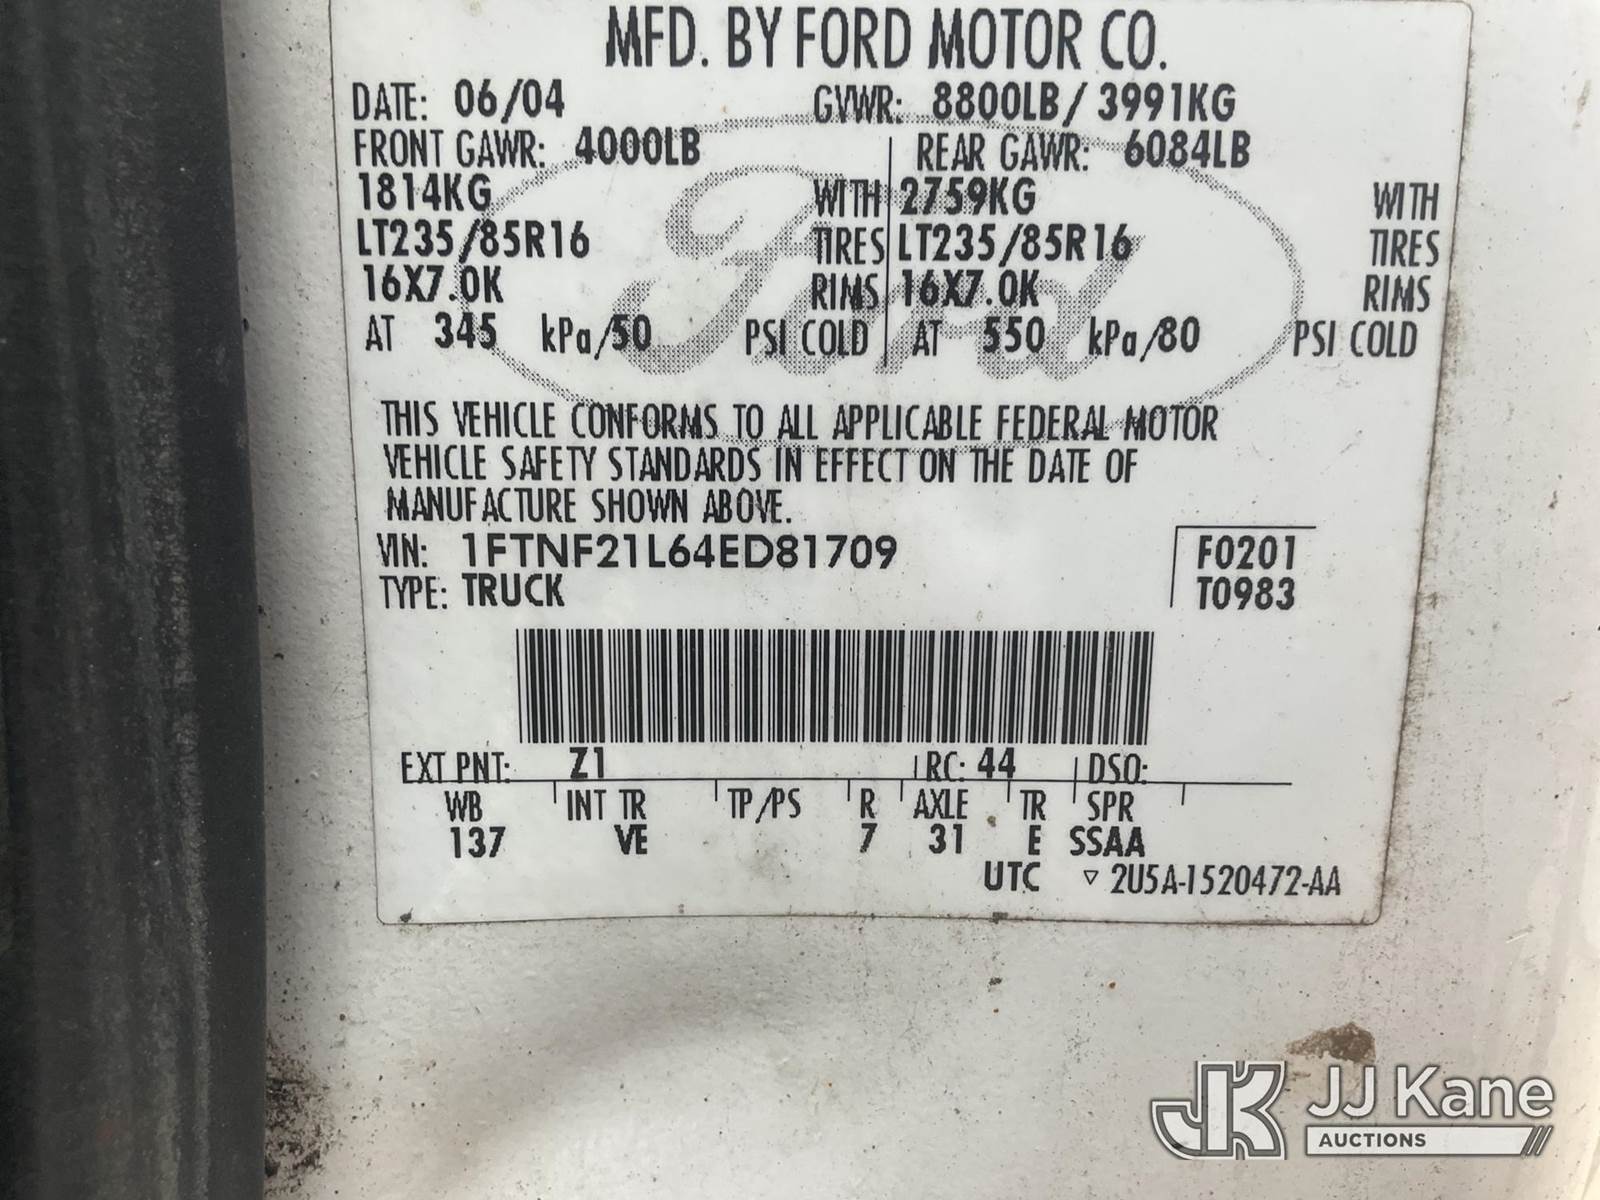 MFD. BY FORD MOTOR CO.
DATE: 06/04 GVWR: 8800LB/ 3991KG
FRONT GAWR: 4000LB REAR GAWR: 6084LB
1814KG WITH 2759KG WITH
LT235/85R16 TIRES LT235/85R16 TIRES
16X7.0K RIMS 16X7.0K RIMS
AT 345 kPa/50 PSI COLD AT 550 kPa/80 PSI COLD
Ford
THIS VEHICLE CONFORMS TO ALL APPLICABLE FEDERAL MOTOR
VEHICLE SAFETY STANDARDS IN EFFECT ON THE DATE OF
MANUFACTURE SHOWN ABOVE.
VIN: 1FTNF21L64ED81709 F0201
TYPE: TRUCK T0983
EXT PNT: Z1 RC: 44 DSO:
WB INT TR TP/PS R AXLE TR SPR
137 VE 7 31 E SSAA
UTC ▽ 2U5A-1520472-AA
JK JJ Kane
AUCTIONS